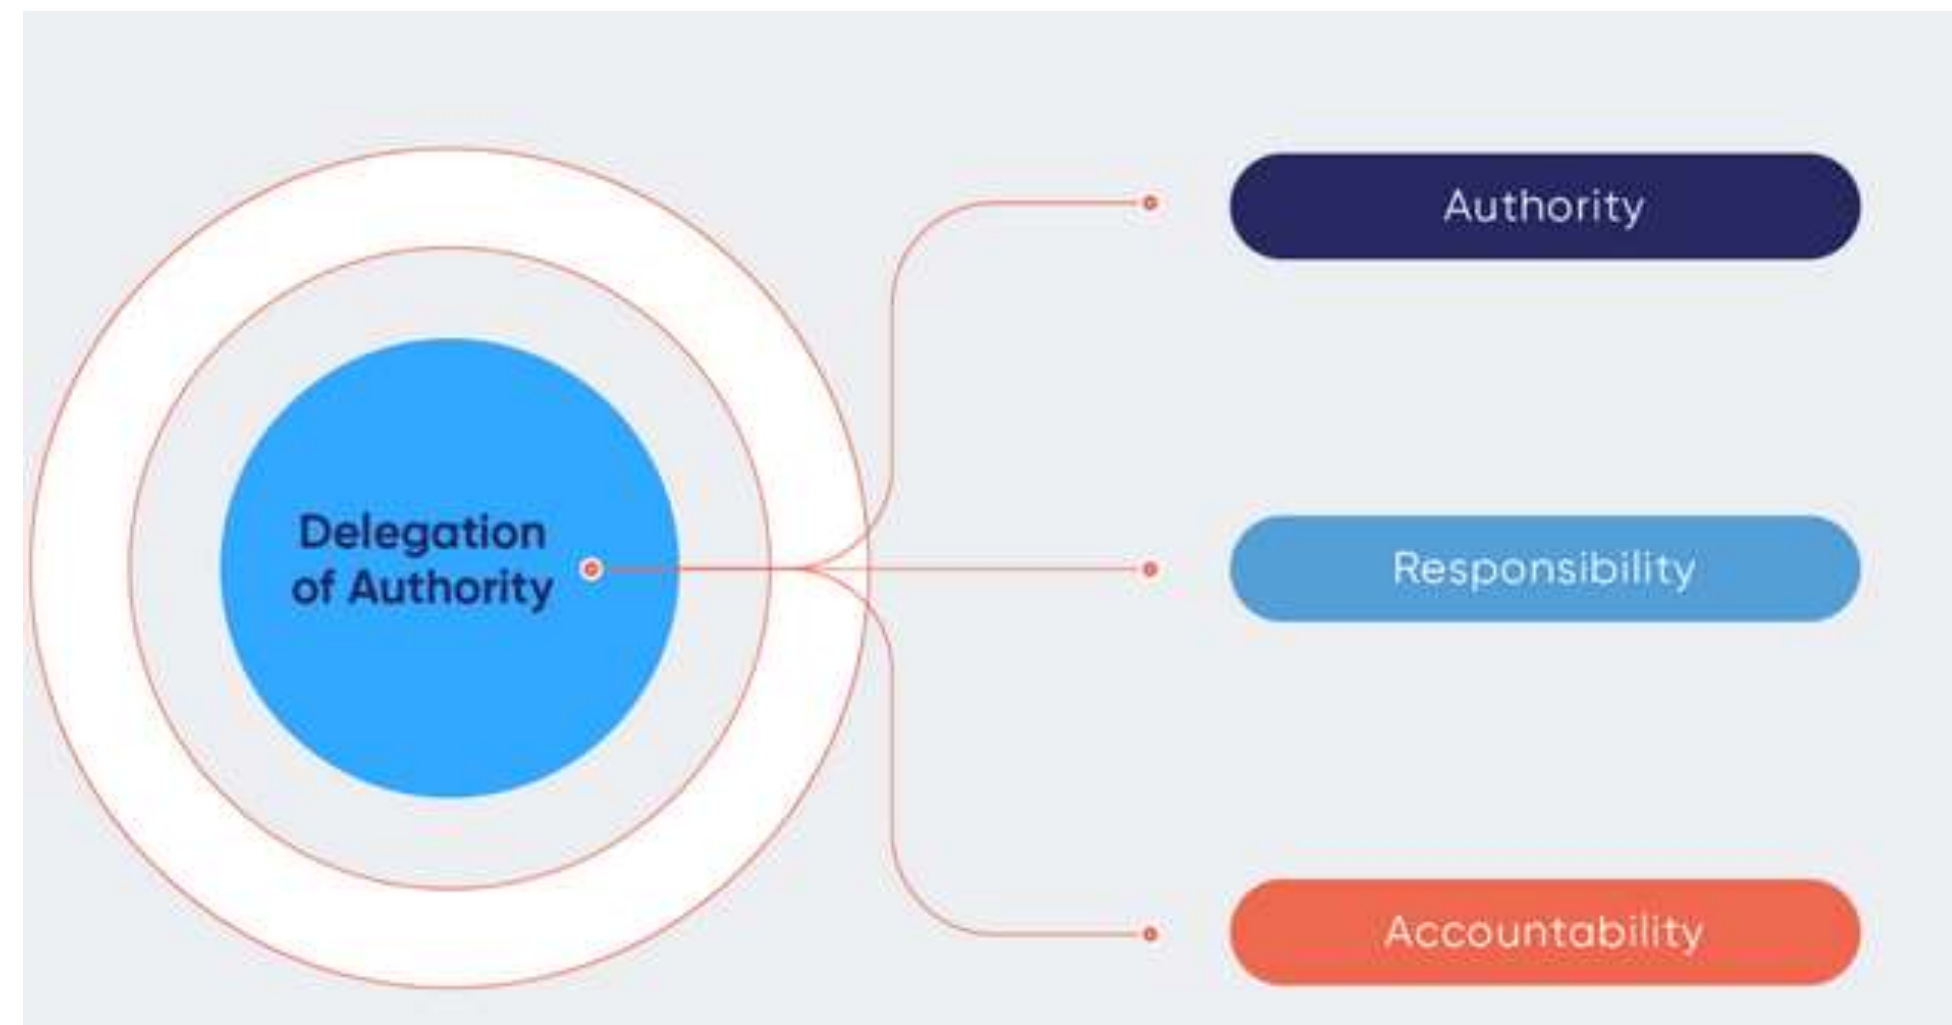 Delegation
of Authority
Authority
Responsibility
Accountability